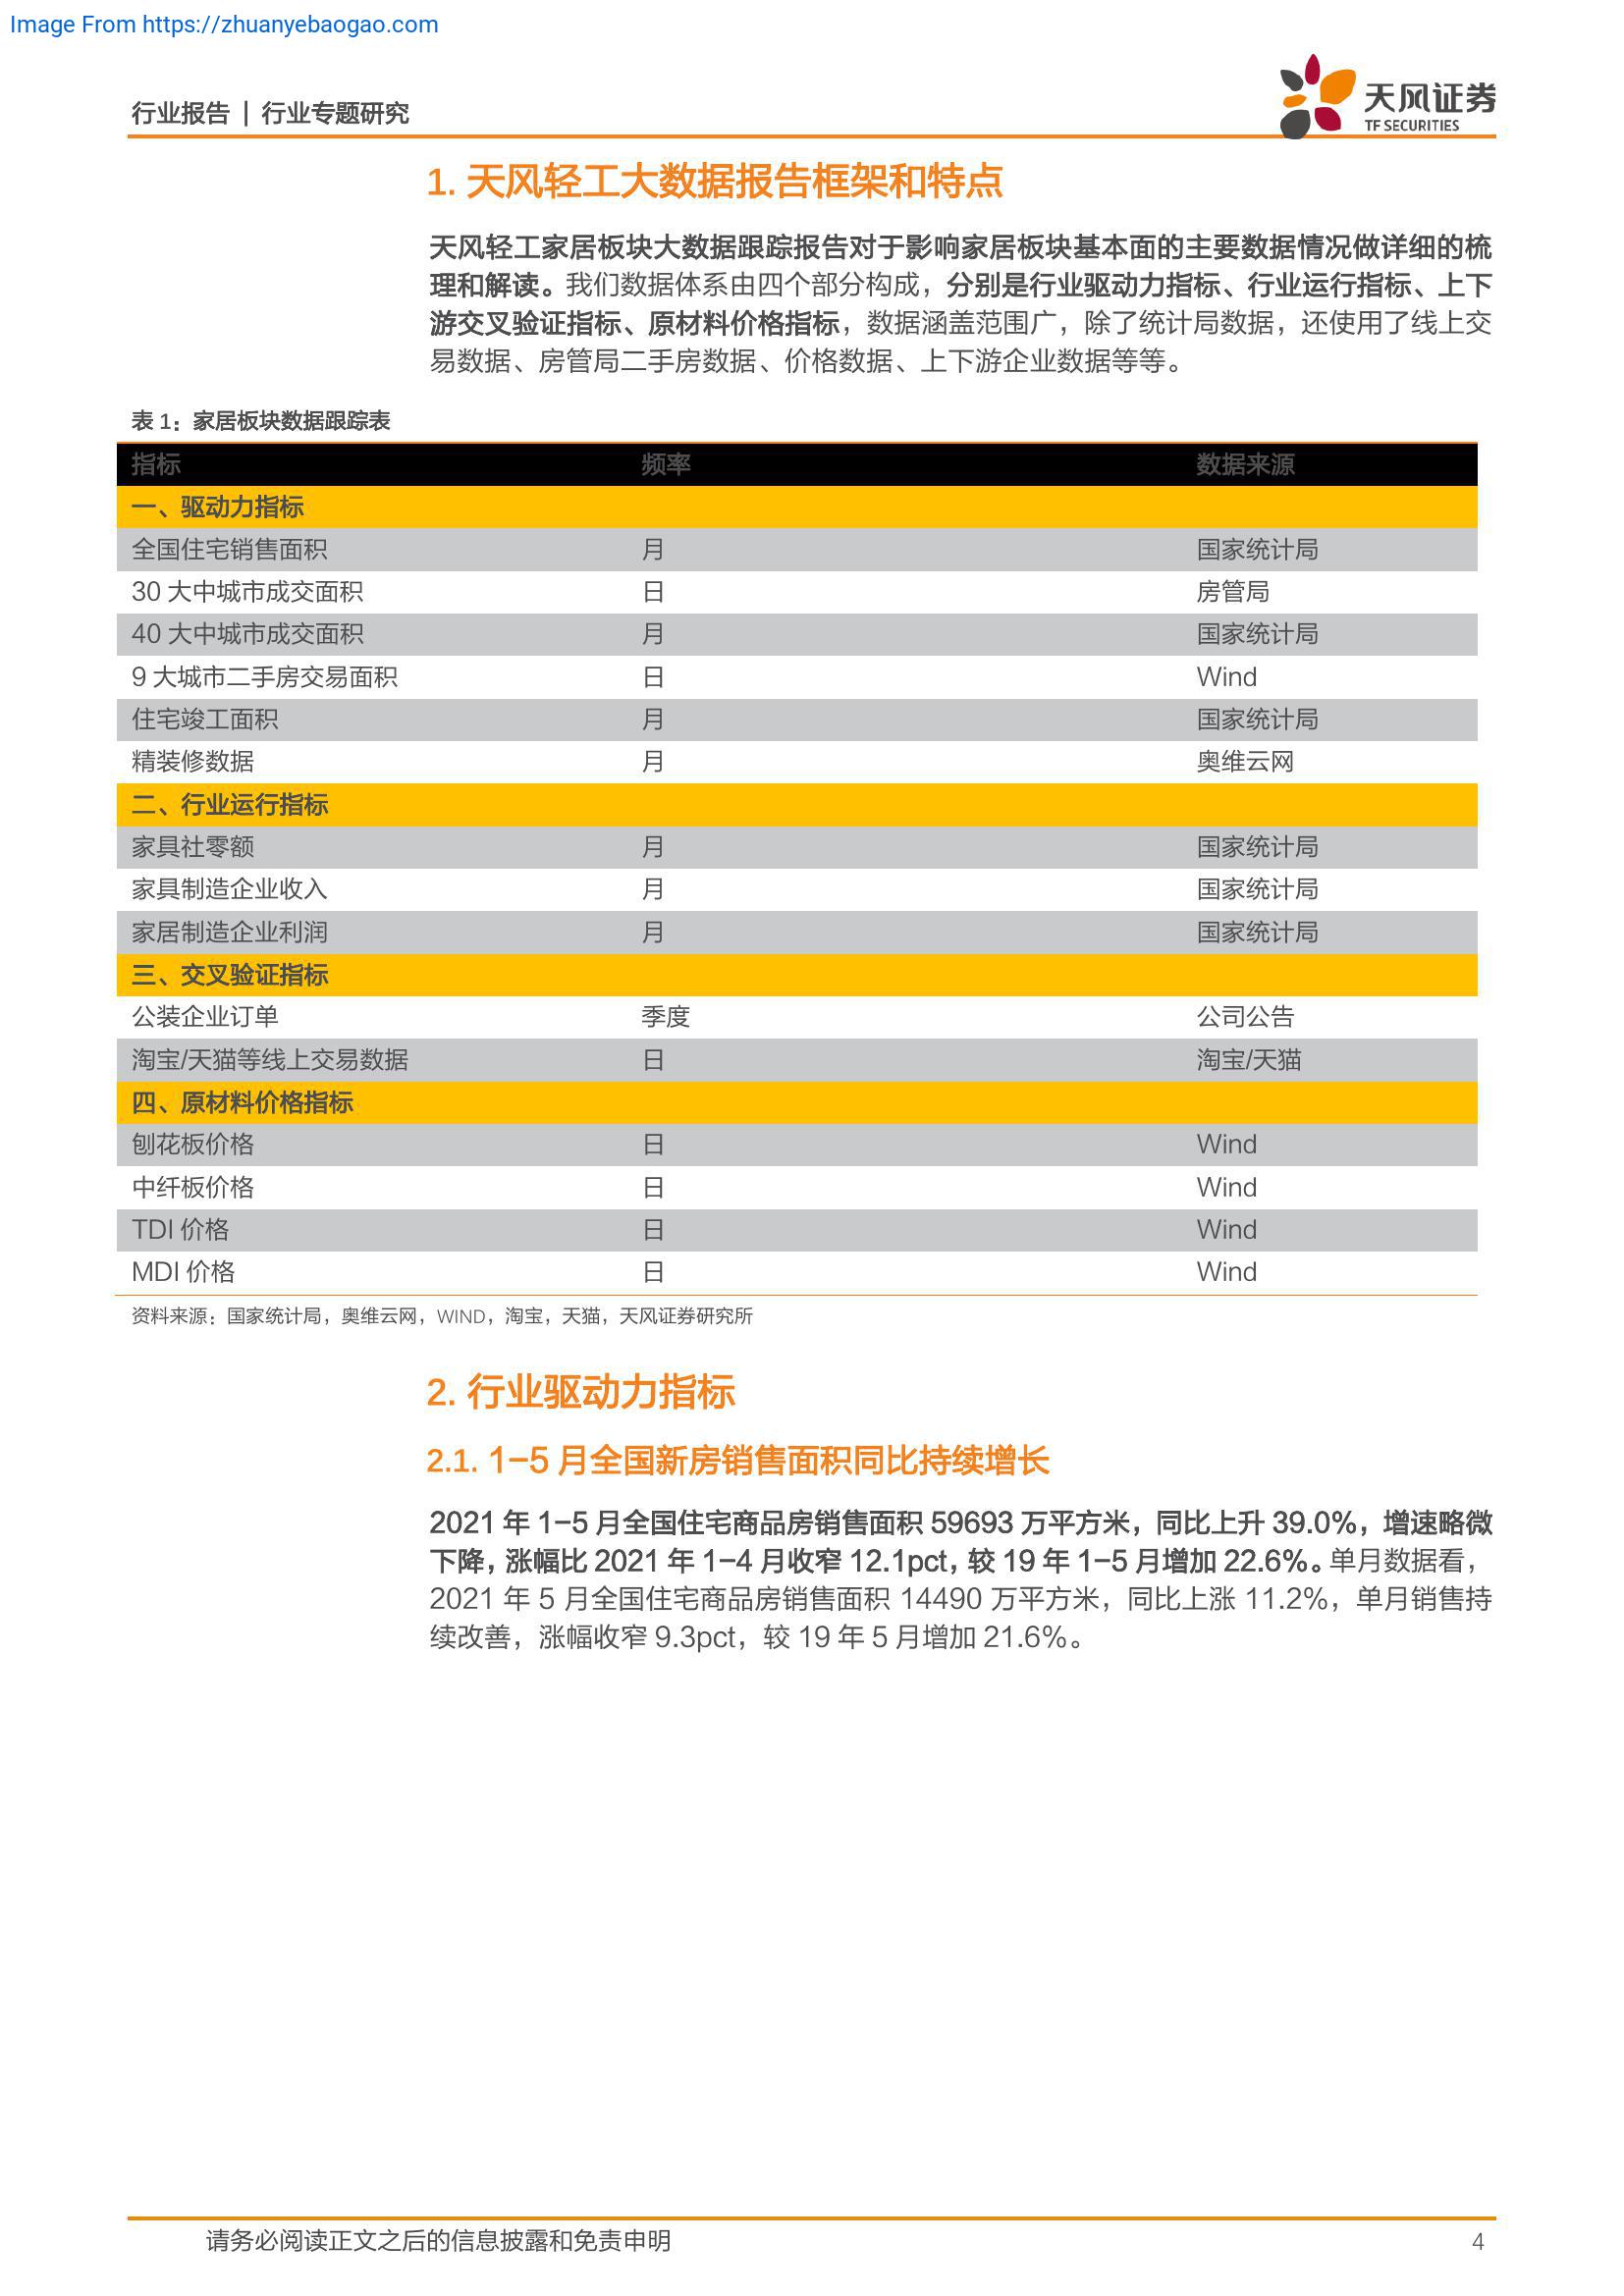 Image From https://zhuanyebaogao.com
行业报告 | 行业专题研究
天风证券
TF SECURITIES
1. 天风轻工大数据报告框架和特点
天风轻工家居板块大数据跟踪报告对于影响家居板块基本面的主要数据情况做详细的梳
理和解读。我们数据体系由四个部分构成，分别是行业驱动力指标、行业运行指标、上下
游交叉验证指标、原材料价格指标，数据涵盖范围广，除了统计局数据，还使用了线上交
易数据、房管局二手房数据、价格数据、上下游企业数据等等。
表 1：家居板块数据跟踪表
指标 频率 数据来源
一、驱动力指标
全国住宅销售面积 月 国家统计局
30 大中城市成交面积 日 房管局
40 大中城市成交面积 月 国家统计局
9 大城市二手房交易面积 日 Wind
住宅竣工面积 月 国家统计局
精装修数据 月 奥维云网
二、行业运行指标
家具社零额 月 国家统计局
家具制造企业收入 月 国家统计局
家居制造企业利润 月 国家统计局
三、交叉验证指标
公装企业订单 季度 公司公告
淘宝/天猫等线上交易数据 日 淘宝/天猫
四、原材料价格指标
刨花板价格 日 Wind
中纤板价格 日 Wind
TDI 价格 日 Wind
MDI 价格 日 Wind
资料来源：国家统计局，奥维云网，WIND，淘宝，天猫，天风证券研究所
2. 行业驱动力指标
2.1. 1-5 月全国新房销售面积同比持续增长
2021 年 1-5 月全国住宅商品房销售面积 59693 万平方米，同比上升 39.0%，增速略微
下降，涨幅比 2021 年 1-4 月收窄 12.1pct，较 19 年 1-5 月增加 22.6%。单月数据看，
2021 年 5 月全国住宅商品房销售面积 14490 万平方米，同比上涨 11.2%，单月销售持
续改善，涨幅收窄 9.3pct，较 19 年 5 月增加 21.6%。
请务必阅读正文之后的信息披露和免责申明 4